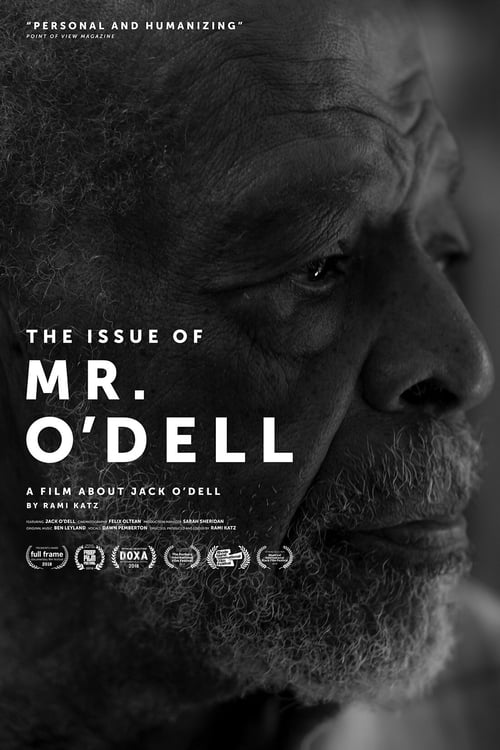 “PERSONAL AND HUMANIZING”
POINT OF VIEW MAGAZINE
THE ISSUE OF
MR.
O’DELL
A FILM ABOUT JACK O’DELL
BY RAMI KATZ
FEATURING JACK O’DELL CINEMATOGRAPHY FELIX OLTEAN PRODUCTION MANAGER SARAH SHERIDAN
ORIGINAL MUSIC BEN LEYLAND VOCALS DAWN PEMBERTON DIRECTED, PRODUCED AND EDITED BY RAMI KATZ
full frame
2018
DOXA
2018